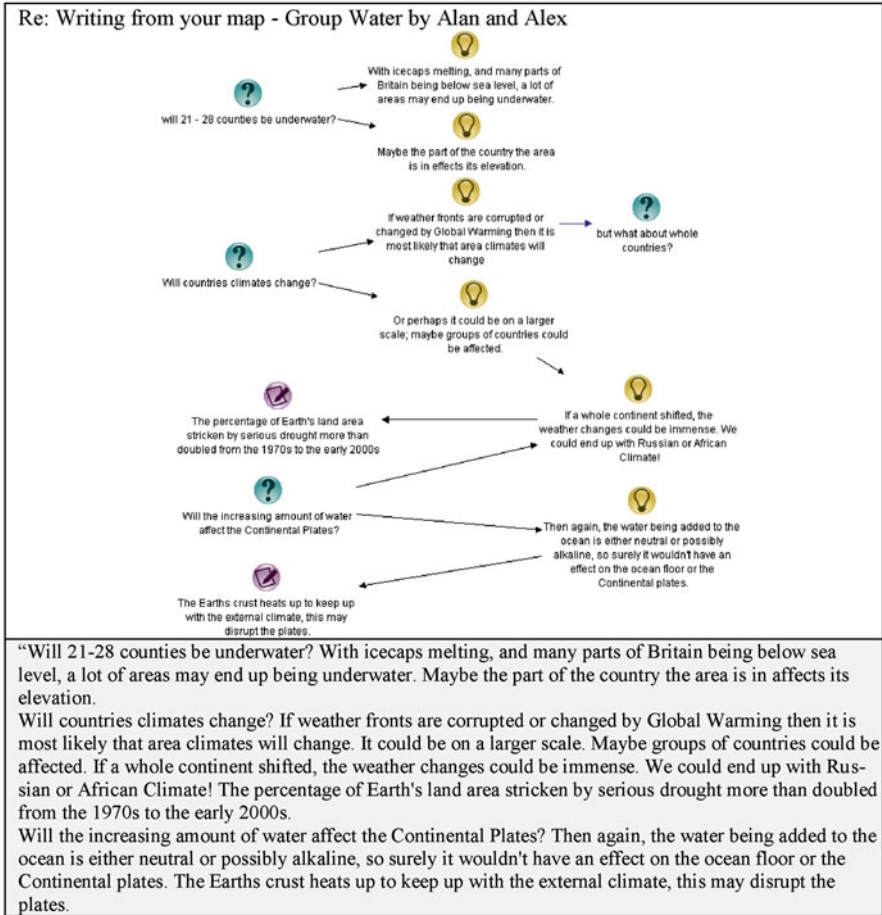 Re: Writing from your map - Group Water by Alan and Alex
With icecaps melting, and many parts of
Britain being below sea level, a lot of
areas may end up being underwater.
will 21 - 28 counties be underwater?
Maybe the part of the country the area
is in effects its elevation.
If weather fronts are corrupted or
changed by Global Warming then it is
most likely that area climates will
change
but what about whole
countries?
Will countries climates change?
Or perhaps it could be on a larger
scale; maybe groups of countries could
be affected.
The percentage of Earth's land area
stricken by serious drought more than
doubled from the 1970s to the early 2000s
If a whole continent shifted, the
weather changes could be immense. We
could end up with Russian or African
Climate!
Will the increasing amount of water
affect the Continental Plates?
Then again, the water being added to the
ocean is either neutral or possibly
alkaline, so surely it wouldn't have an
effect on the ocean floor or the
Continental plates.
The Earths crust heats up to keep up
with the external climate, this may
disrupt the plates.
“Will 21-28 counties be underwater? With icecaps melting, and many parts of Britain being below sea
level, a lot of areas may end up being underwater. Maybe the part of the country the area is in affects its
elevation.
Will countries climates change? If weather fronts are corrupted or changed by Global Warming then it is
most likely that area climates will change. It could be on a larger scale. Maybe groups of countries could be
affected. If a whole continent shifted, the weather changes could be immense. We could end up with Rus-
sian or African Climate! The percentage of Earth's land area stricken by serious drought more than doubled
from the 1970s to the early 2000s.
Will the increasing amount of water affect the Continental Plates? Then again, the water being added to the
ocean is either neutral or possibly alkaline, so surely it wouldn't have an effect on the ocean floor or the
Continental plates. The Earths crust heats up to keep up with the external climate, this may disrupt the
plates.